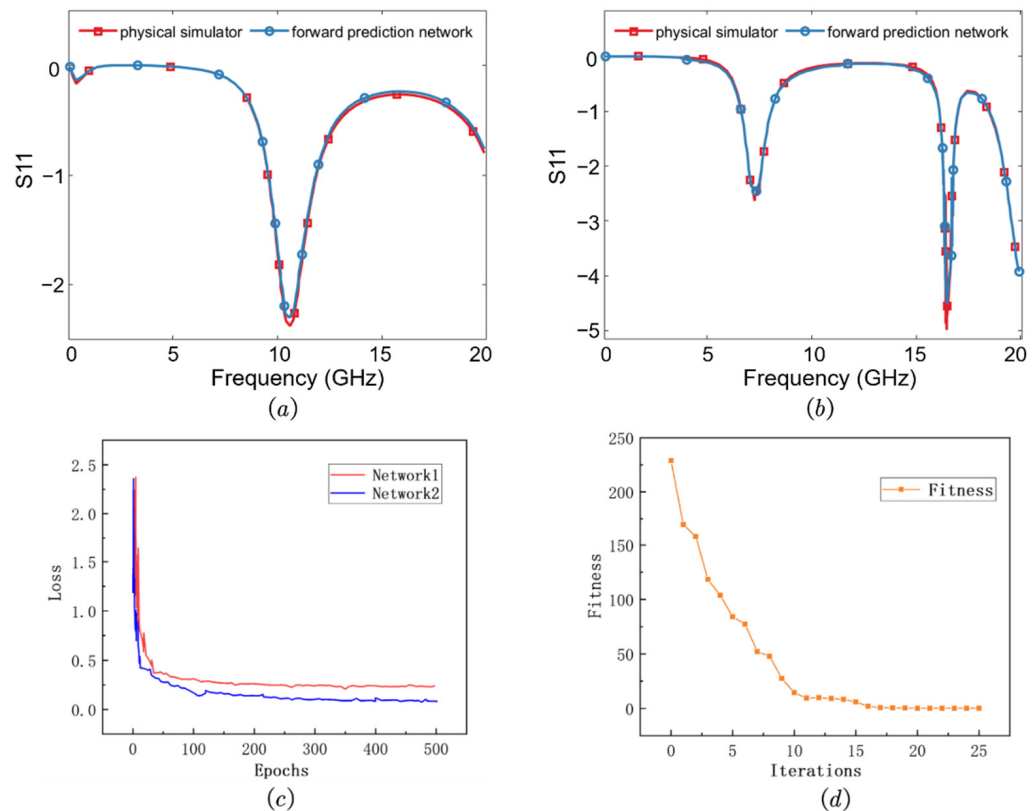 physical simulator forward prediction network
0
−1
−2
S11
0 5 10 15 20
Frequency (GHz)
(a)
physical simulator forward prediction network
0
−1
−2
−3
−4
−5
S11
0 5 10 15 20
Frequency (GHz)
(b)
Network1
Network2
2.5
2.0
1.5
1.0
0.5
0.0
Loss
0 100 200 300 400 500
Epochs
(c)
Fitness
250
200
150
100
50
0
Fitness
0 5 10 15 20 25
Iterations
(d)